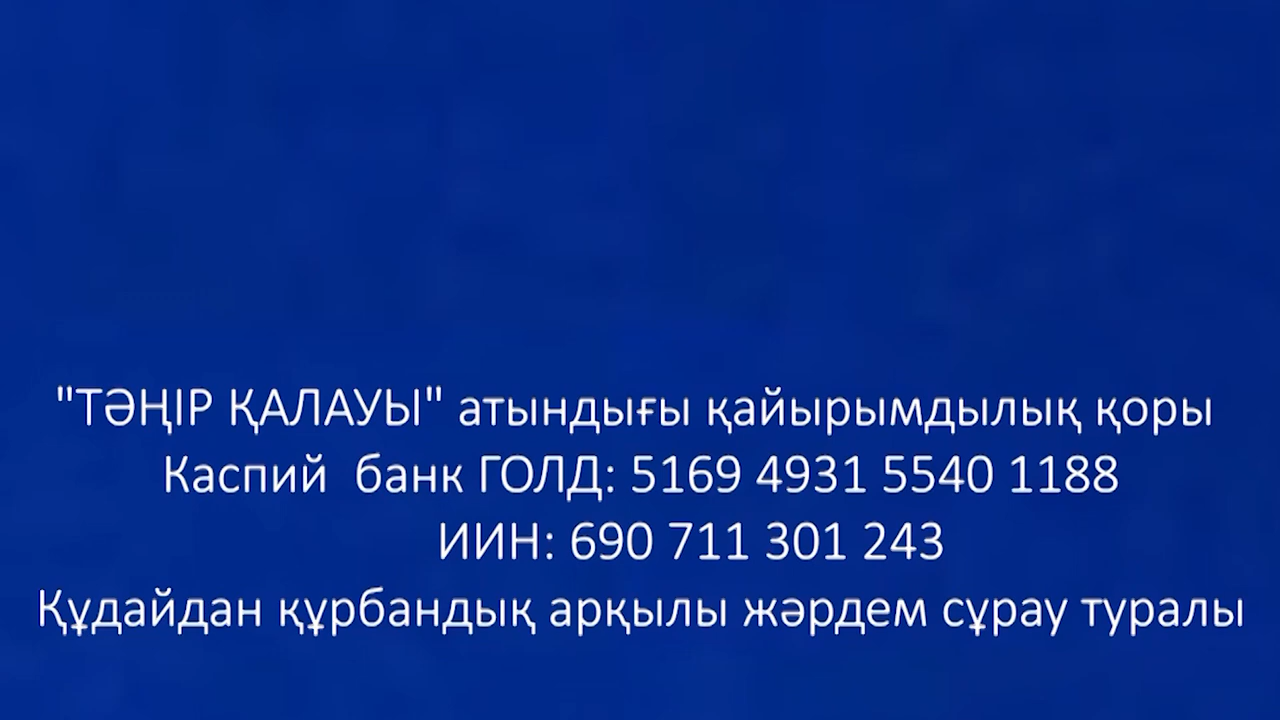 "ТӘҢІР ҚАЛАУЫ" атындығы қайырымдылық қоры
Каспий банк ГОЛД: 5169 4931 5540 1188
ИИН: 690 711 301 243
Құдайдан құрбандық арқылы жәрдем сұрау туралы